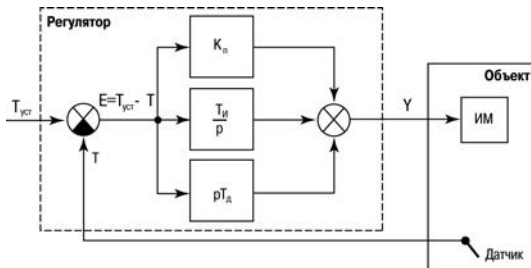 Регулятор
Kп
Объект
Tуст
E=Tуст- T
TИ
p
Y
ИМ
T
pTд
Датчик